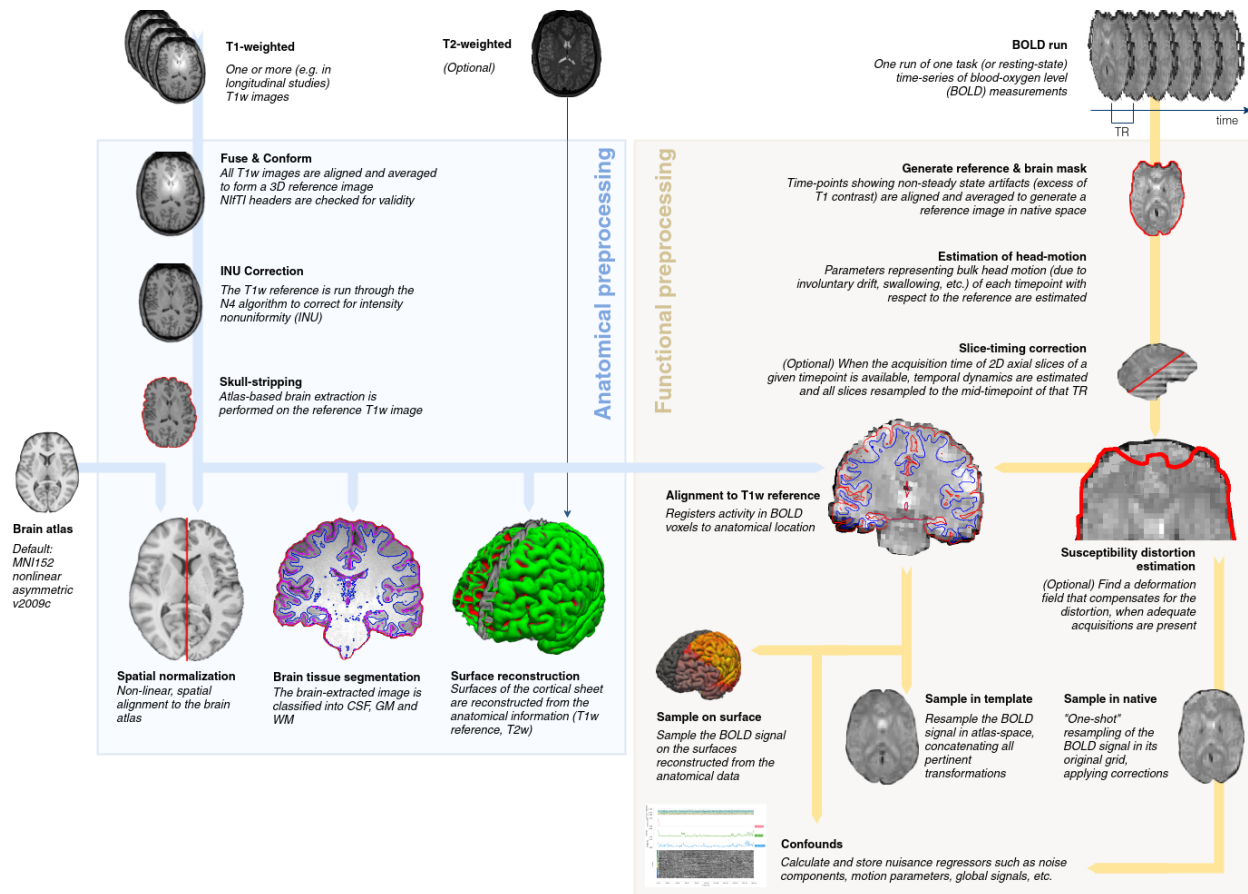 T1-weighted
One or more (e.g. in
longitudinal studies)
T1w images
T2-weighted
(Optional)
BOLD run
One run of one task (or resting-state)
time-series of blood-oxygen level
(BOLD) measurements
time
TR
Anatomical preprocessing
Functional preprocessing
Fuse & Conform
All T1w images are aligned and averaged
to form a 3D reference image
NIfTI headers are checked for validity
INU Correction
The T1w reference is run through the
N4 algorithm to correct for intensity
nonuniformity (INU)
Skull-stripping
Atlas-based brain extraction is
performed on the reference T1w image
Brain atlas
Default:
MNI152
nonlinear
asymmetric
v2009c
Spatial normalization
Non-linear, spatial
alignment to the brain
atlas
Brain tissue segmentation
The brain-extracted image is
classified into CSF, GM and
WM
Surface reconstruction
Surfaces of the cortical sheet
are reconstructed from the
anatomical information (T1w
reference, T2w)
Generate reference & brain mask
Time-points showing non-steady state artifacts (excess of
T1 contrast) are aligned and averaged to generate a
reference image in native space
Estimation of head-motion
Parameters representing bulk head motion (due to
involuntary drift, swallowing, etc.) of each timepoint with
respect to the reference are estimated
Slice-timing correction
(Optional) When the acquisition time of 2D axial slices of a
given timepoint is available, temporal dynamics are estimated
and all slices resampled to the mid-timepoint of that TR
Alignment to T1w reference
Registers activity in BOLD
voxels to anatomical location
Susceptibility distortion
estimation
(Optional) Find a deformation
field that compensates for the
distortion, when adequate
acquisitions are present
Sample on surface
Sample the BOLD signal
on the surfaces
reconstructed from the
anatomical data
Sample in template
Resample the BOLD
signal in atlas-space,
concatenating all
pertinent
transformations
Sample in native
"One-shot"
resampling of the
BOLD signal in its
original grid,
applying corrections
Confounds
Calculate and store nuisance regressors such as noise
components, motion parameters, global signals, etc.